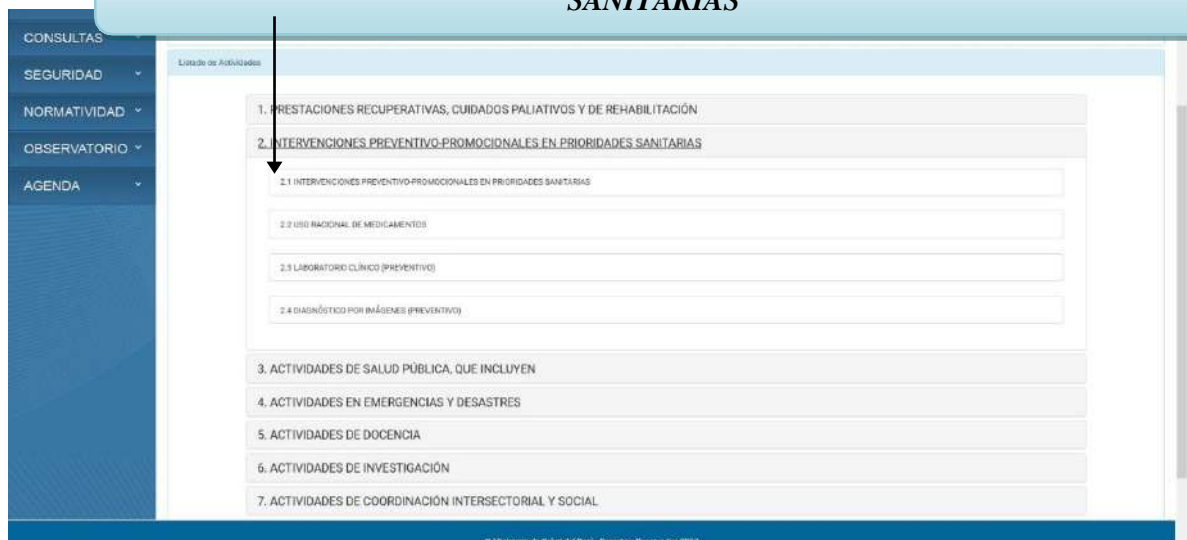 SANITARIAS
CONSULTAS
SEGURIDAD
NORMATIVIDAD
OBSERVATORIO
AGENDA
Listado de Actividades
1. PRESTACIONES RECUPERATIVAS, CUIDADOS PALIATIVOS Y DE REHABILITACIÓN
2. INTERVENCIONES PREVENTIVO-PROMOCIONALES EN PRIORIDADES SANITARIAS
2.1 INTERVENCIONES PREVENTIVO-PROMOCIONALES EN PRIORIDADES SANITARIAS
2.2 USO RACIONAL DE MEDICAMENTOS
2.3 LABORATORIO CLÍNICO (PREVENTIVO)
2.4 DIAGNÓSTICO POR IMÁGENES (PREVENTIVO)
3. ACTIVIDADES DE SALUD PÚBLICA, QUE INCLUYEN
4. ACTIVIDADES EN EMERGENCIAS Y DESASTRES
5. ACTIVIDADES DE DOCENCIA
6. ACTIVIDADES DE INVESTIGACIÓN
7. ACTIVIDADES DE COORDINACIÓN INTERSECTORIAL Y SOCIAL